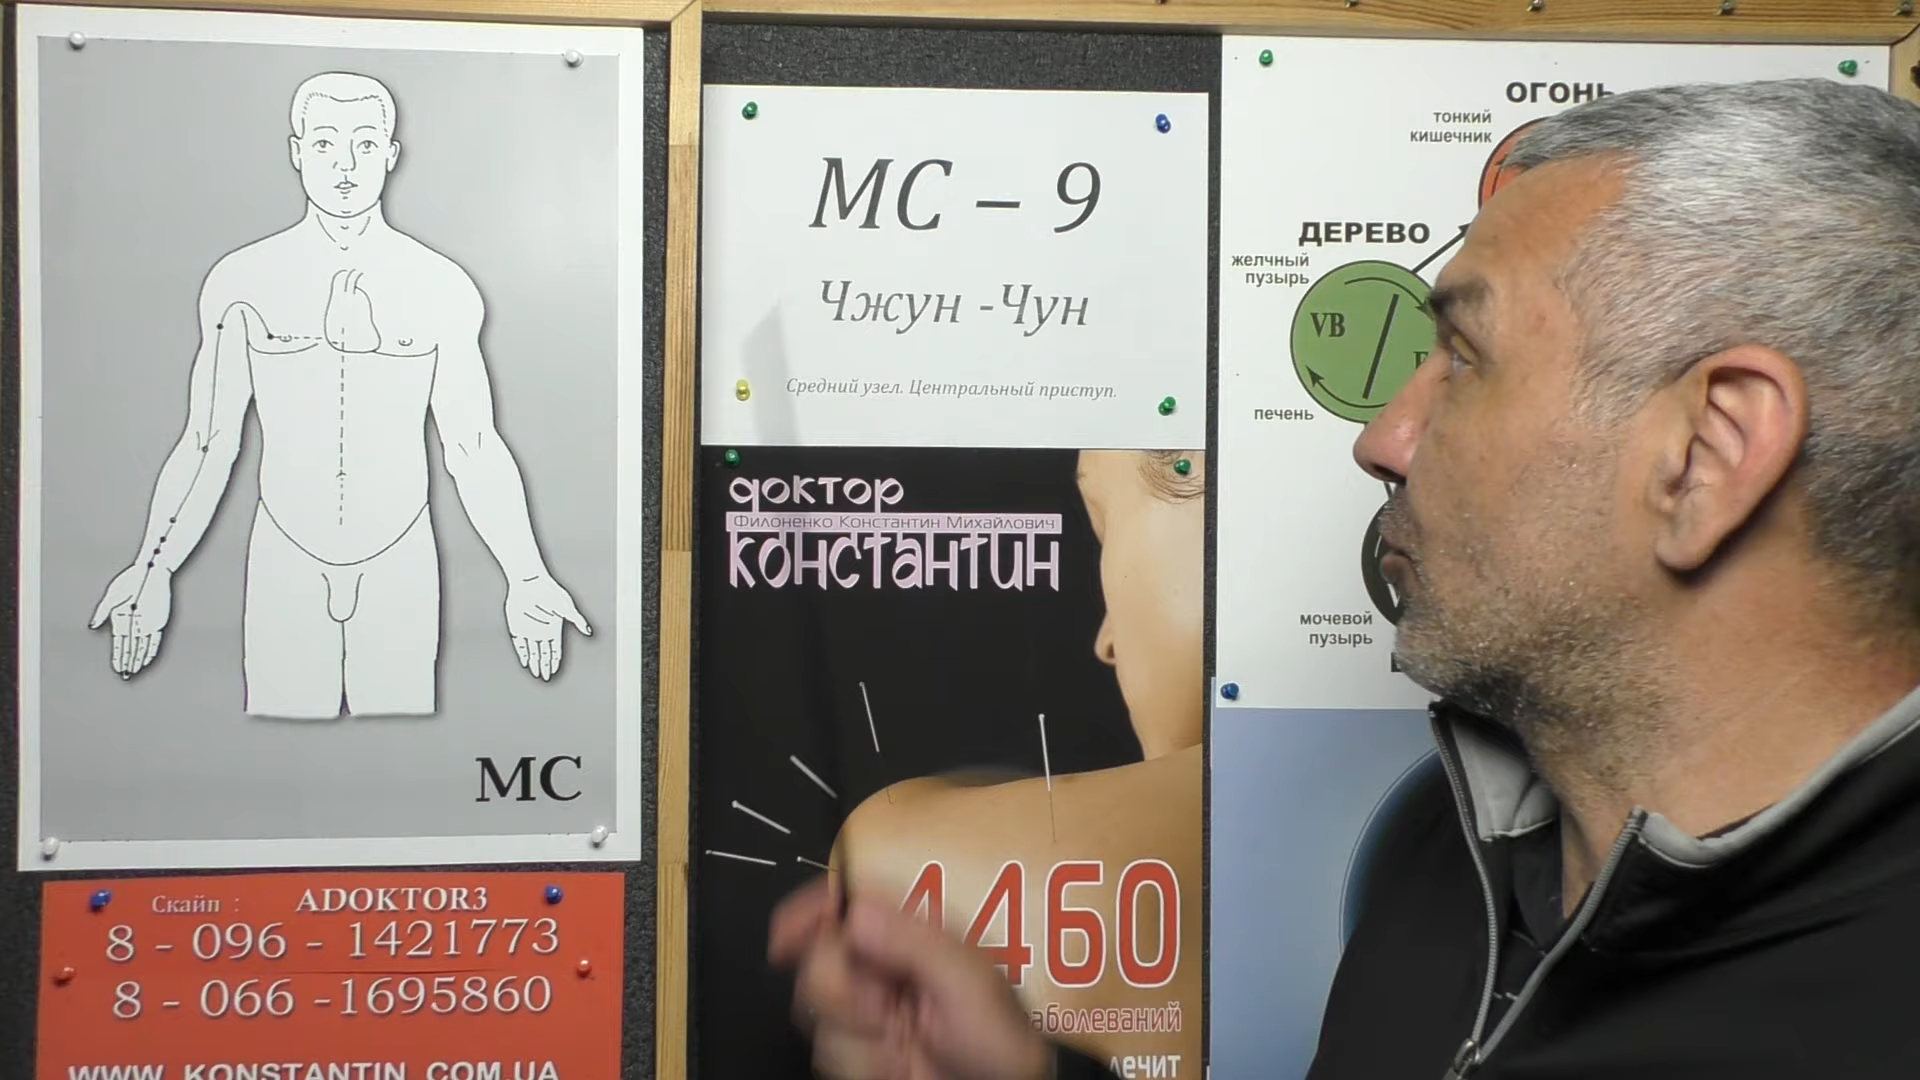 МС
Скайп : ADOKTOR3
8 - 096 - 1421773
8 - 066 -1695860
WWW. KONSTANTIN.COM.UA
МС – 9
Чжун -Чун
Средний узел. Центральный приступ.
доктор
Филоненко Константин Михайлович
константин
4460
аболеваний
лечит
ОГОНЬ
тонкий
кишечник
ДЕРЕВО
желчный
пузырь
VB
F
печень
мочевой
пузырь